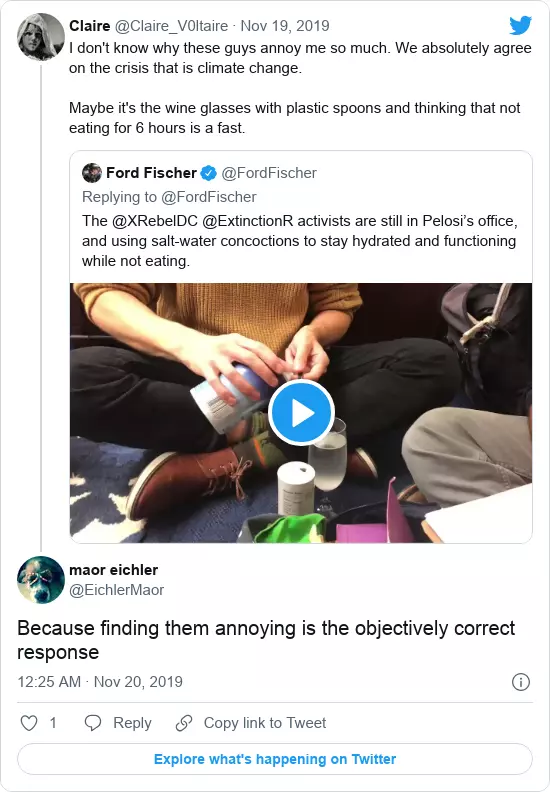 Claire @Claire_V0ltaire · Nov 19, 2019
I don't know why these guys annoy me so much. We absolutely agree
on the crisis that is climate change.
Maybe it's the wine glasses with plastic spoons and thinking that not
eating for 6 hours is a fast.
Ford Fischer @FordFischer
Replying to @FordFischer
The @XRebelDC @ExtinctionR activists are still in Pelosi’s office,
and using salt-water concoctions to stay hydrated and functioning
while not eating.
maor eichler
@EichlerMaor
Because finding them annoying is the objectively correct
response
12:25 AM · Nov 20, 2019
1 Reply Copy link to Tweet
Explore what's happening on Twitter